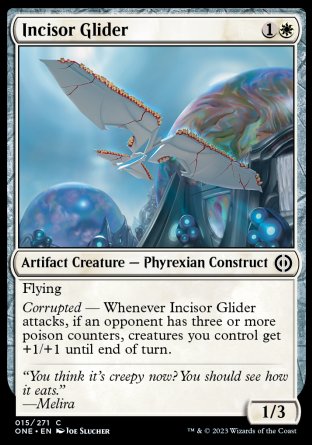 Incisor Glider 1
Artifact Creature — Phyrexian Construct
Flying
Corrupted — Whenever Incisor Glider
attacks, if an opponent has three or more
poison counters, creatures you control get
+1/+1 until end of turn.
“You think it's creepy now? You should see how
it eats.”
—Melira
1/3
015/271 C
ONE • EN Joe Slucher
™ & © 2023 Wizards of the Coast